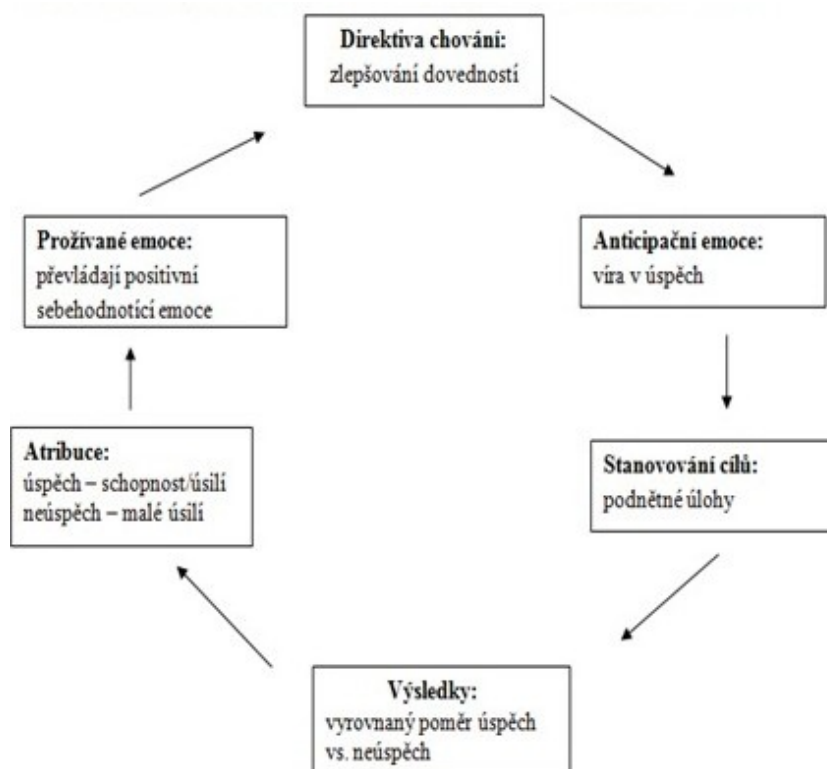 Direktiva chování:
zlepšování dovedností
Anticipační emoce:
víra v úspěch
Stanovování cílů:
podnětné úlohy
Výsledky:
vyrovnaný poměr úspěch
vs. neúspěch
Atribuce:
úspěch – schopnost/úsilí
neúspěch – malé úsilí
Prožívané emoce:
převládají positivní
sebehodnotící emoce